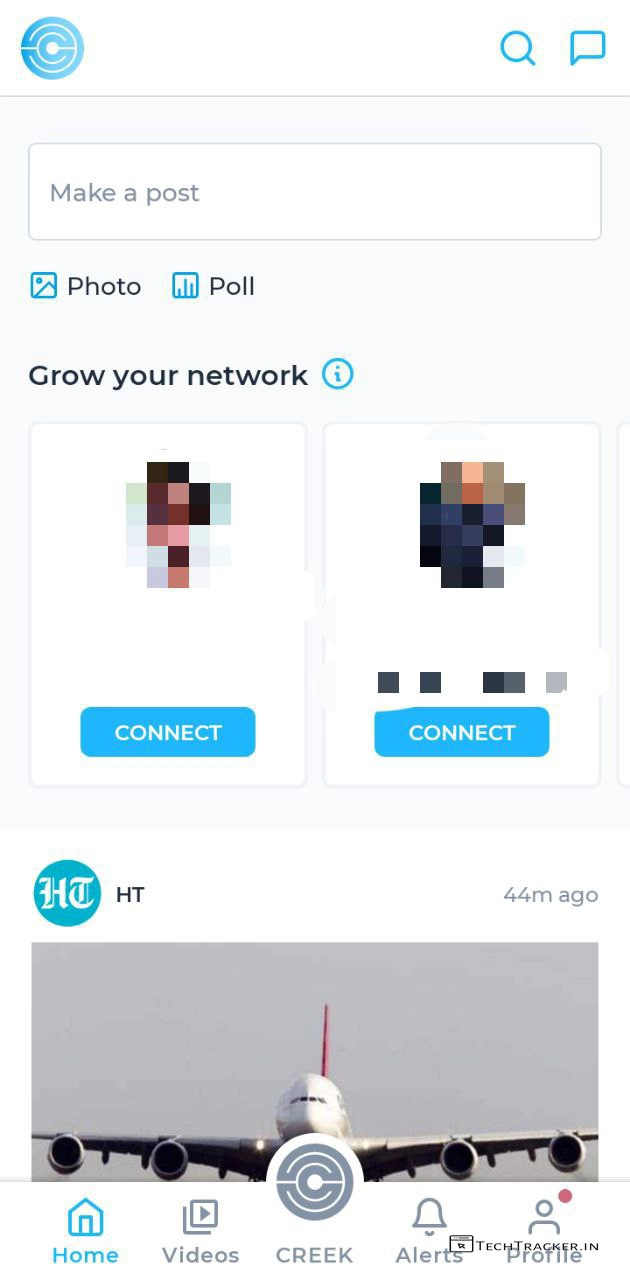 Make a post
Photo
Poll
Grow your network
CONNECT
CONNECT
HT
HT
44m ago
Home
Videos
CREEK
Alerts
Profile
TECHTRACKER.IN